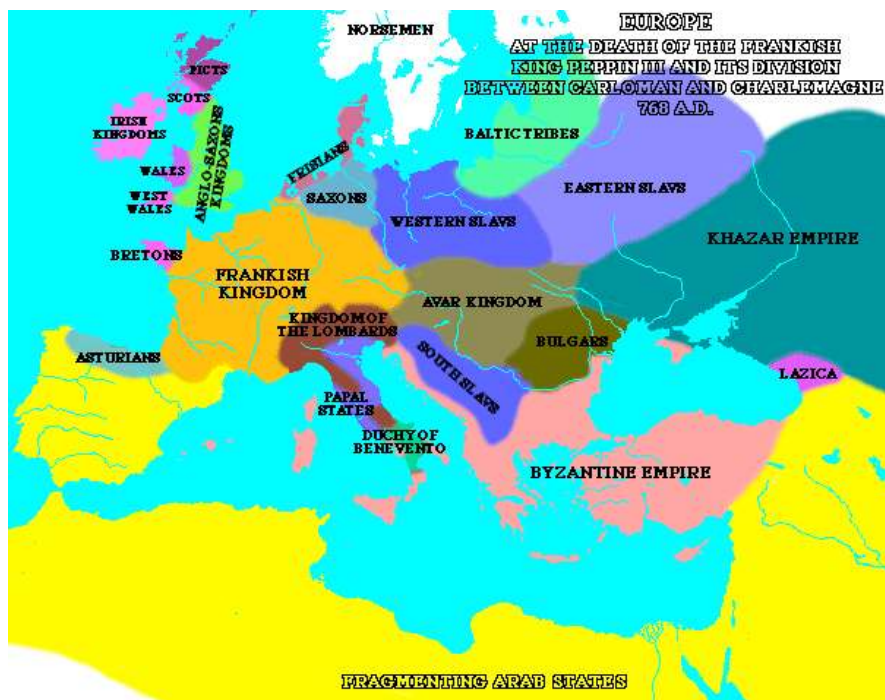 EUROPE
AT THE DEATH OF THE FRANKISH
KING PEPPIN III AND ITS DIVISION
BETWEEN CARLOMAN AND CHARLEMAGNE
768 A.D.
NORSEMEN
PICTS
SCOTS
IRISH
KINGDOMS
ANGLO-SAXONS
KINGDOMS
WALES
WEST
WALES
BRETONS
FRISIANS
SAXONS
BALTIC TRIBES
EASTERN SLAVS
WESTERN SLAVS
KHAZAR EMPIRE
FRANKISH
KINGDOM
AVAR KINGDOM
KINGDOM OF
THE LOMBARDS
BULGARS
ASTURIANS
SOUTH SLAVS
LAZICA
PAPAL
STATES
DUCHY OF
BENEVENTO
BYZANTINE EMPIRE
FRAGMENTING ARAB STATES